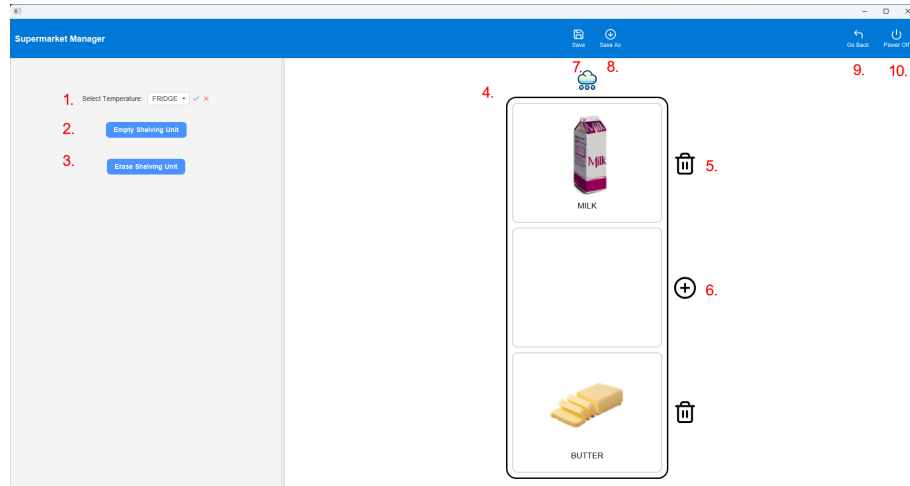 Supermarket Manager
Save
Save As
Go Back
Power Off
7.
8.
9.
10.
1.
Select Temperature: FRIDGE
2.
Empty Shelving Unit
3.
Erase Shelving Unit
4.
Milk
Milk
MILK
5.
6.
BUTTER